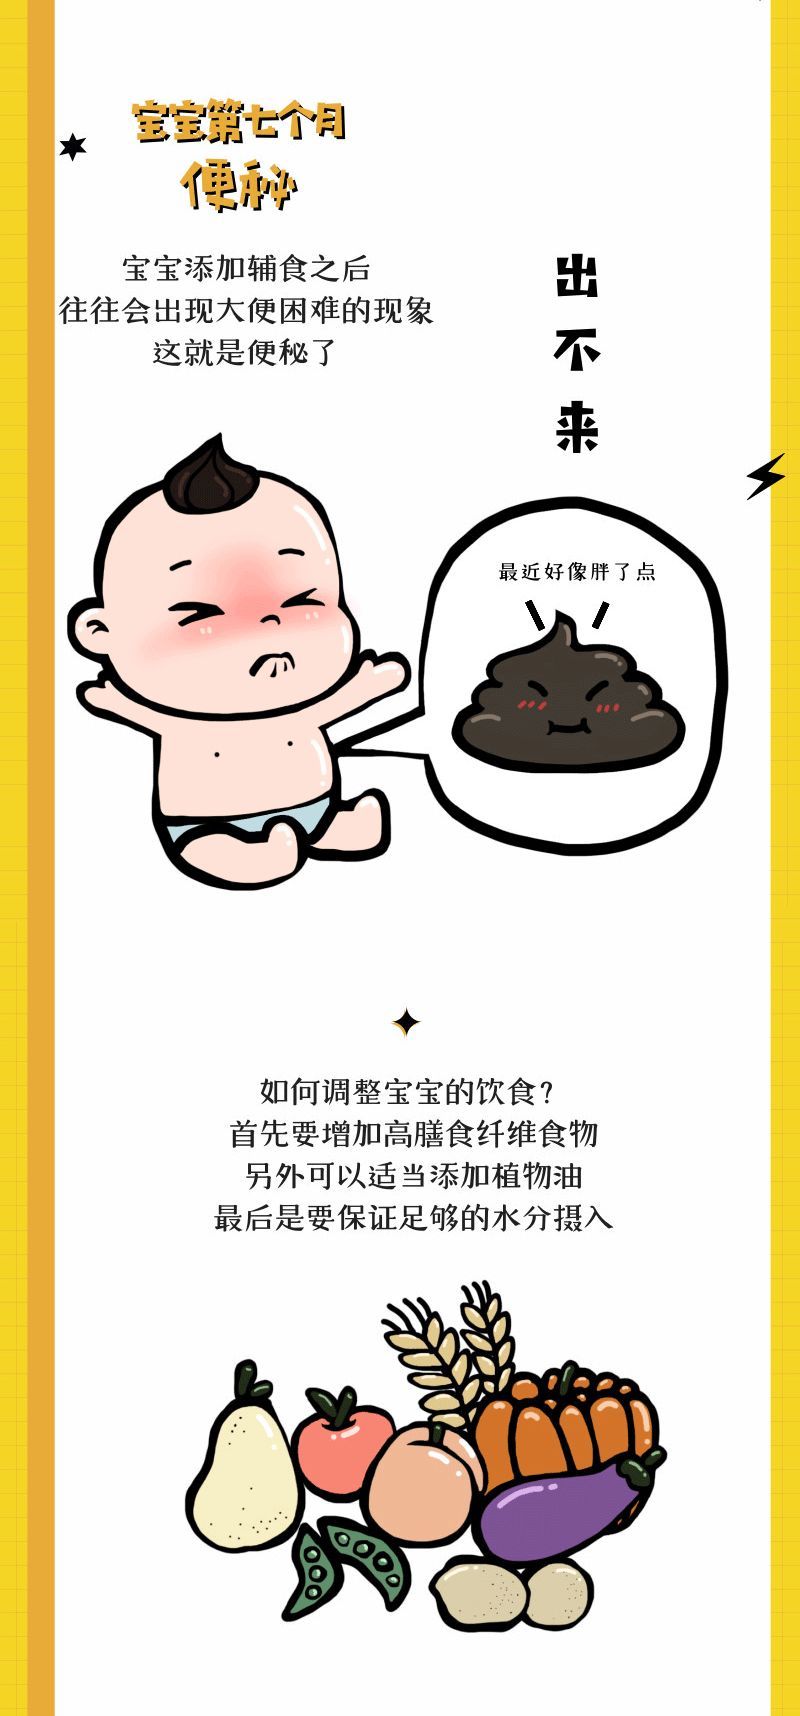 宝宝第七个月
便秘
宝宝添加辅食之后
往往会出现大便困难的现象
这就是便秘了
出
不
来
最近好像胖了点
如何调整宝宝的饮食？
首先要增加高膳食纤维食物
另外可以适当添加植物油
最后是要保证足够的水分摄入